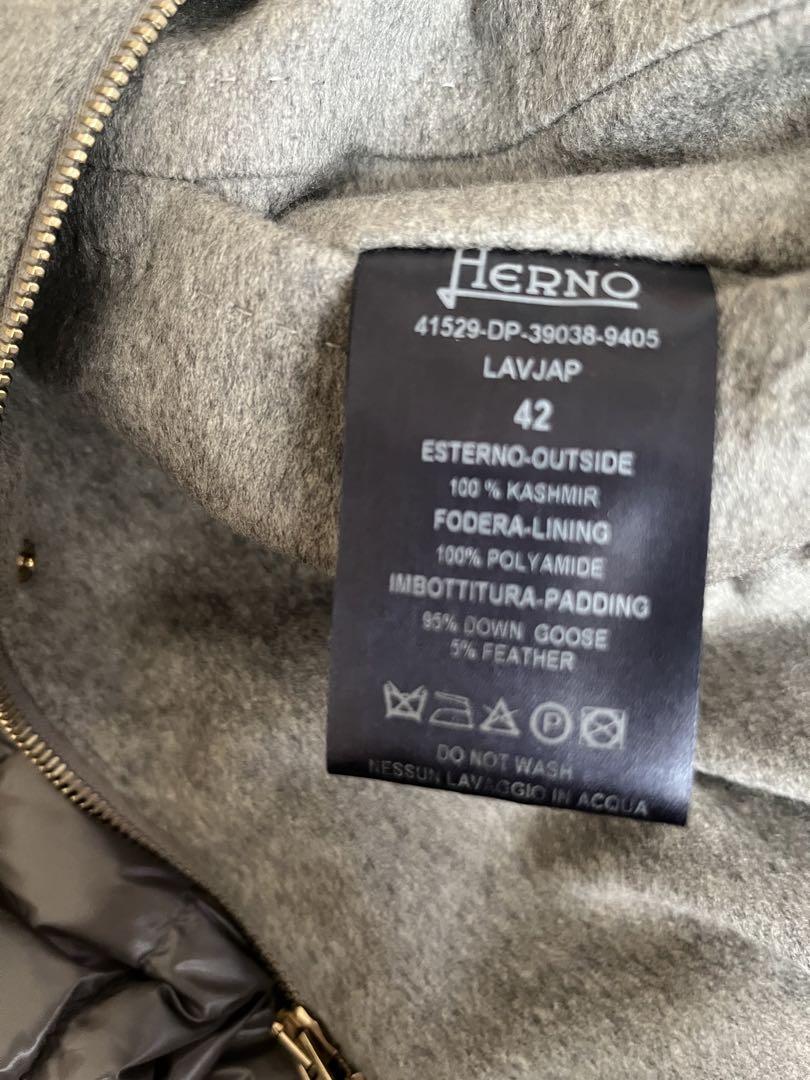 HERNO
41529-DP-39038-9405
LAVJAP
42
ESTERNO-OUTSIDE
100 % KASHMIR
FODERA-LINING
100% POLYAMIDE
IMBOTTITURA-PADDING
95% DOWN GOOSE
5% FEATHER
P
DO NOT WASH
NESSUN LAVAGGIO IN ACQUA